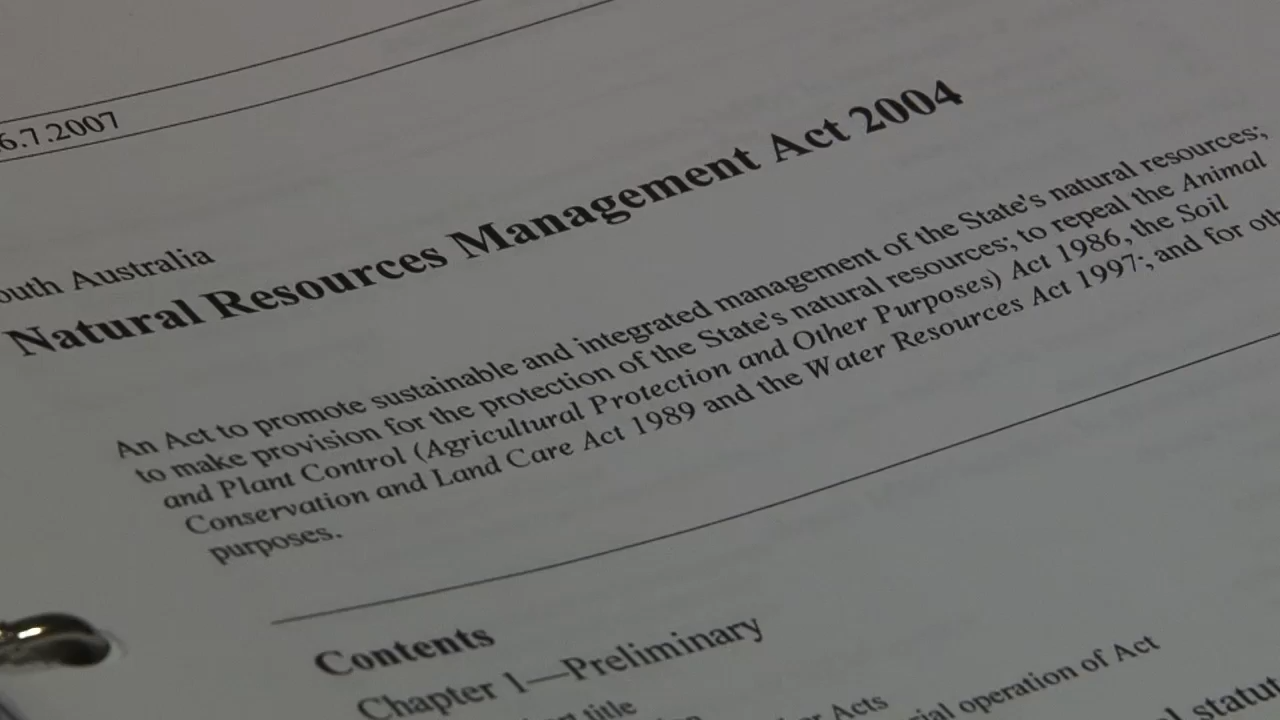 6.7.2007
outh Australia
Natural Resources Management Act 2004
An Act to promote sustainable and integrated management of the State's natural resources;
to make provision for the protection of the State's natural resources; to repeal the Animal
and Plant Control (Agricultural Protection and Other Purposes) Act 1986, the Soil
Conservation and Land Care Act 1989 and the Water Resources Act 1997; and for oth
purposes.
Contents
Chapter 1—Preliminary
title
Acts
operation of Act
statut